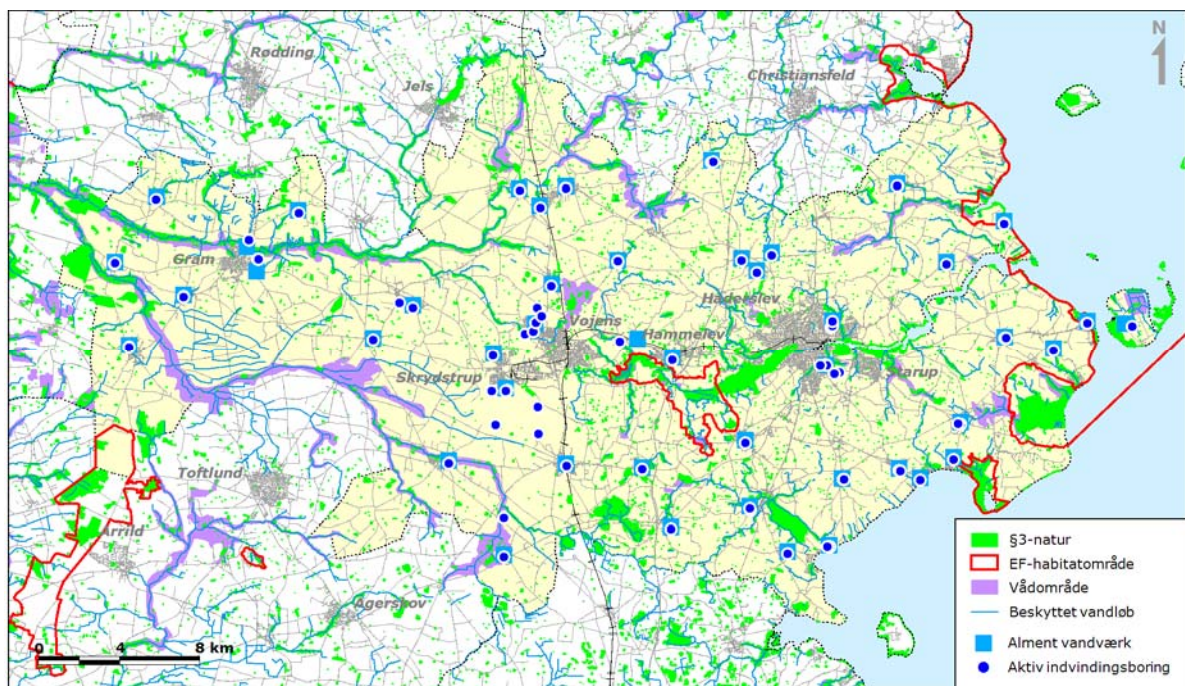 N
Rødding
Jels
Christiansfeld
Gram
Haderslev
Vojens
Hammelev
Skrydstrup
Starup
Toftlund
Arrild
Agerskov
0 4 8 km
§3-natur
EF-habitatområde
Vådområde
Beskyttet vandløb
Alment vandværk
Aktiv indvindingsboring